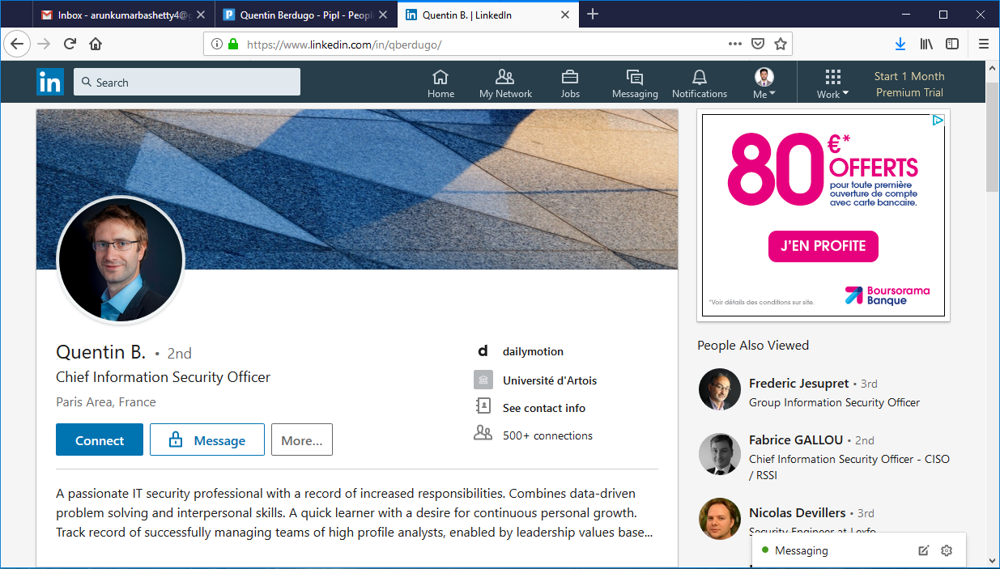 Inbox - arunkumarbashetty4@g
Quentin Berdugo - Pipl - Peopl
Quentin B. | LinkedIn
https://www.linkedin.com/in/qberdugo/
in
Search
Home
My Network
Jobs
Messaging
Notifications
Me
Work
Start 1 Month
Premium Trial
80€*
OFFERTS
pour toute première
ouverture de compte
avec carte bancaire.
J'EN PROFITE
*Voir détails des conditions sur site.
Boursorama
Banque
Quentin B. • 2nd
Chief Information Security Officer
Paris Area, France
Connect
Message
More...
d dailymotion
Université d'Artois
See contact info
500+ connections
A passionate IT security professional with a record of increased responsibilities. Combines data-driven
problem solving and interpersonal skills. A quick learner with a desire for continuous personal growth.
Track record of successfully managing teams of high profile analysts, enabled by leadership values base...
People Also Viewed
Frederic Jesupret • 3rd
Group Information Security Officer
Fabrice GALLOU • 2nd
Chief Information Security Officer - CISO
/ RSSI
Nicolas Devillers • 3rd
Security Engineer at Lexfo
Messaging